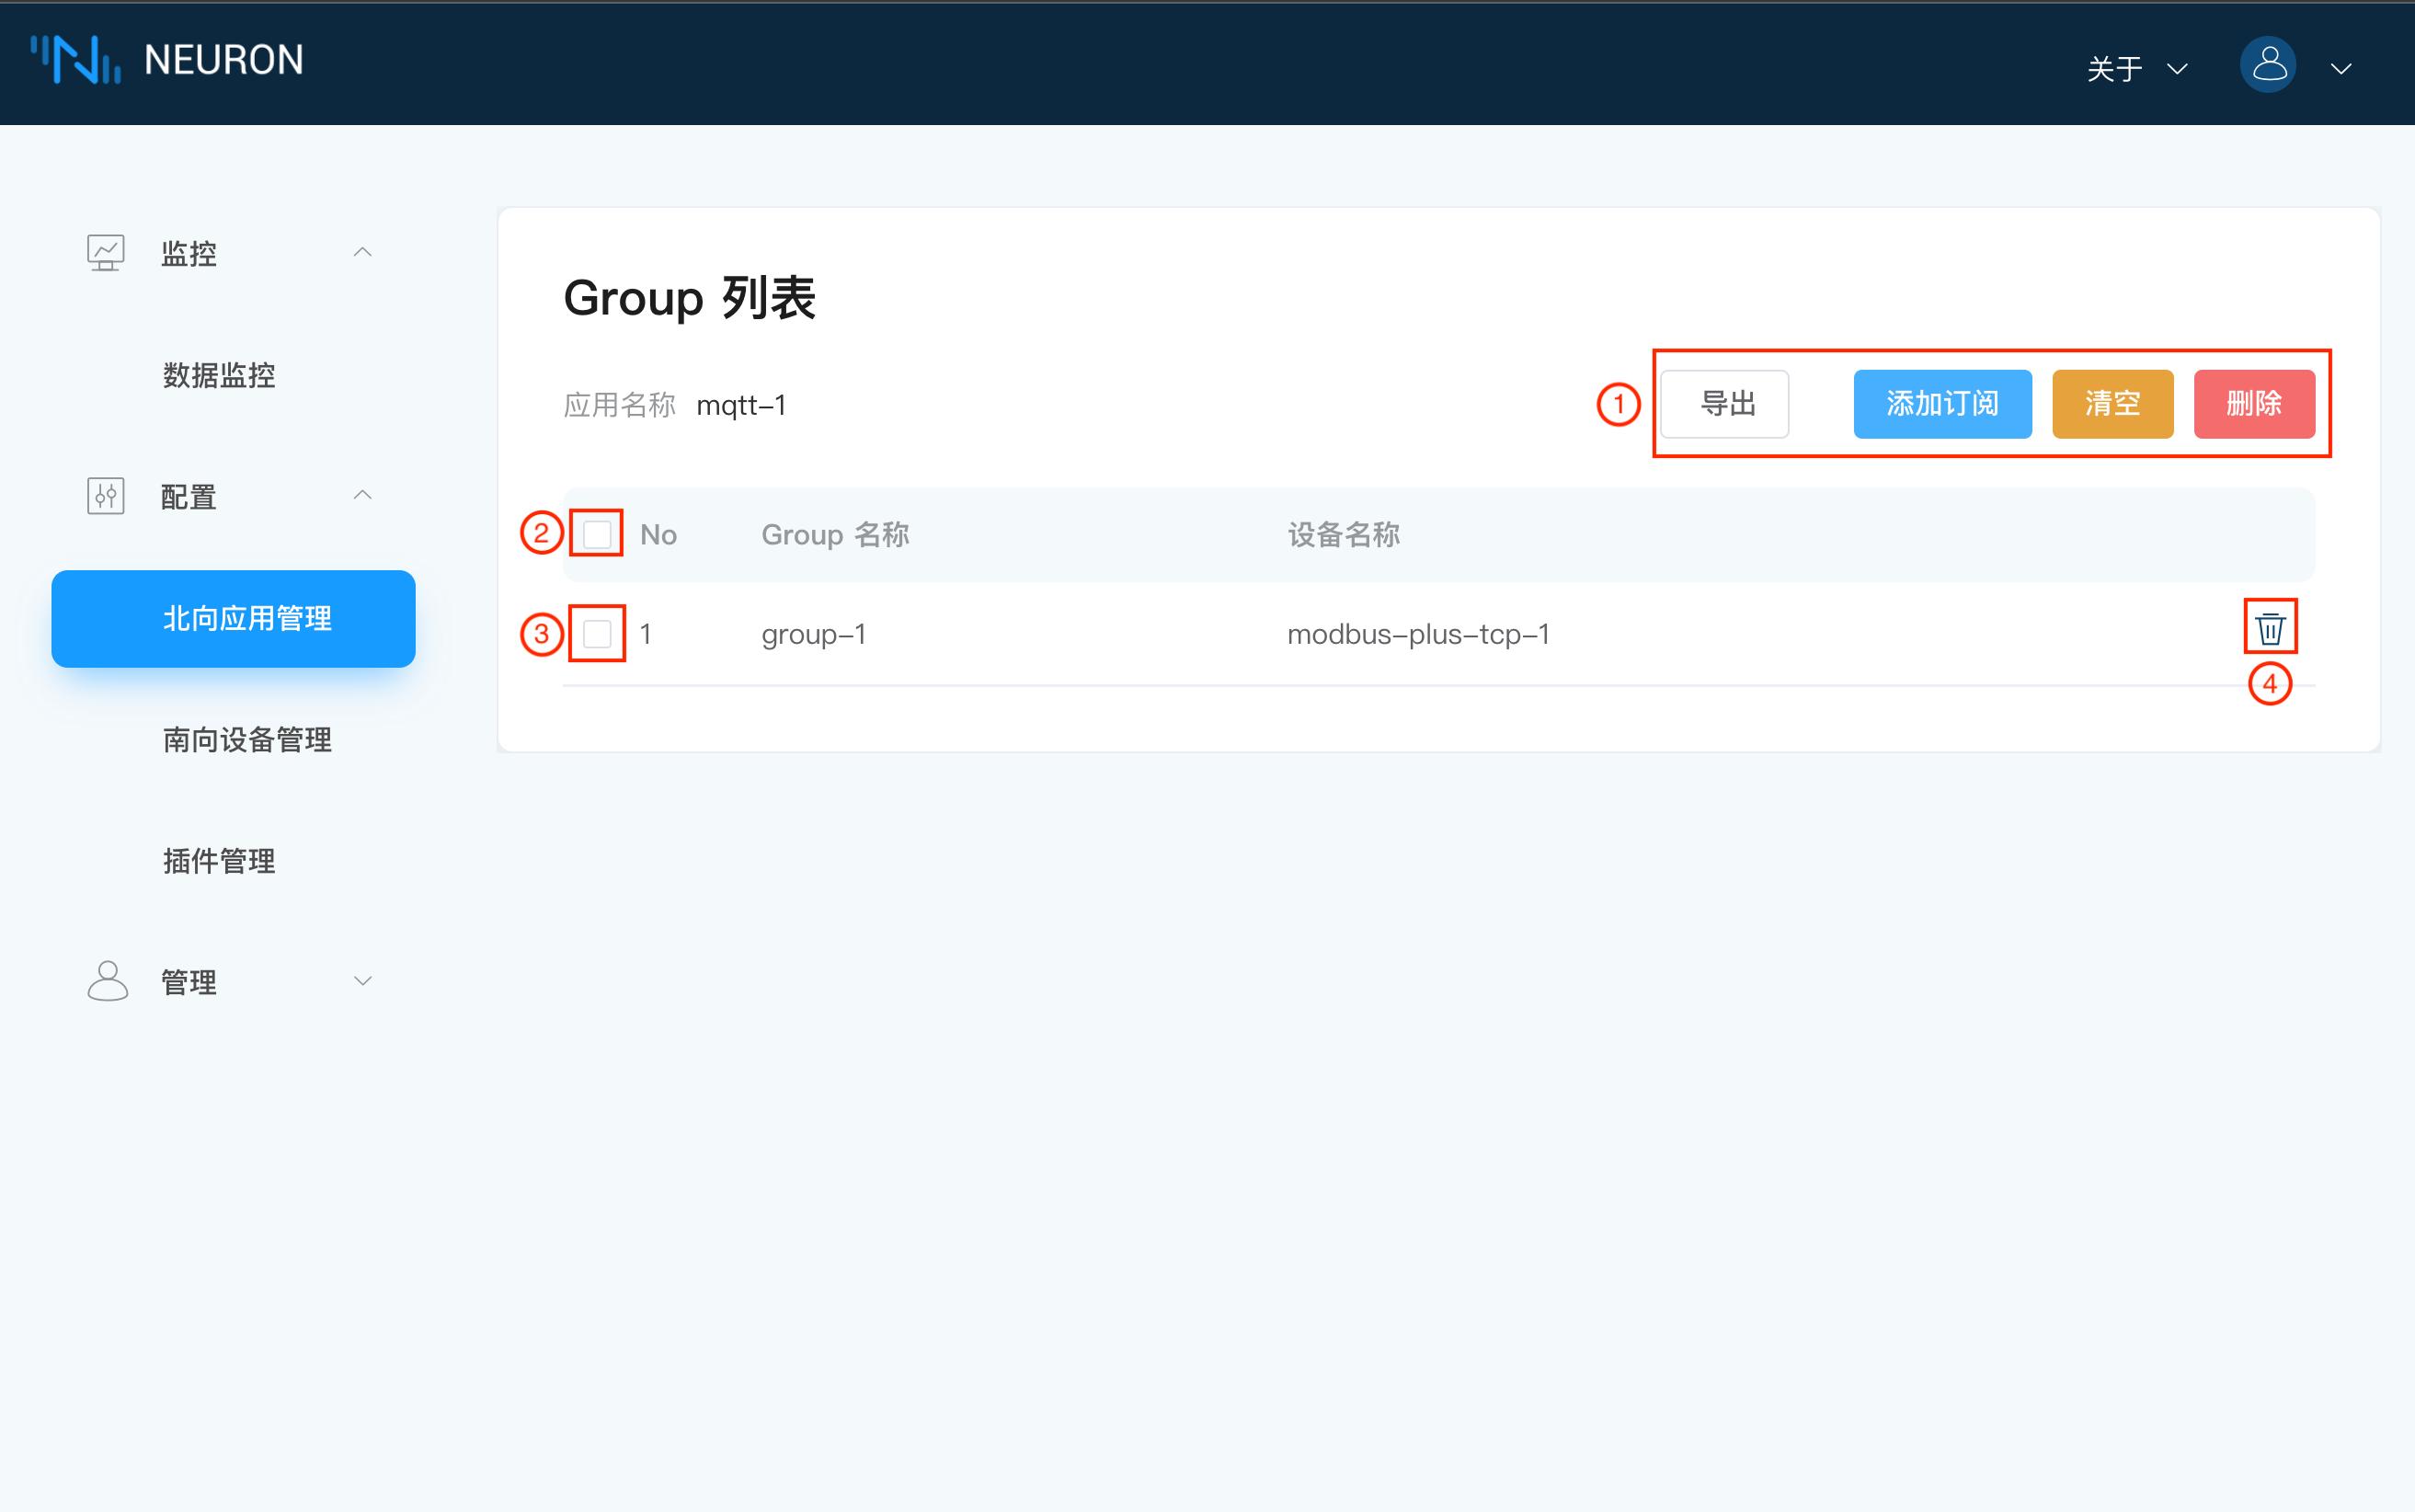 NEURON
关于
监控
数据监控
配置
北向应用管理
南向设备管理
插件管理
管理
Group 列表
应用名称 mqtt-1
① 导出 添加订阅 清空 删除
② No Group 名称 设备名称
③ 1 group-1 modbus-plus-tcp-1
④